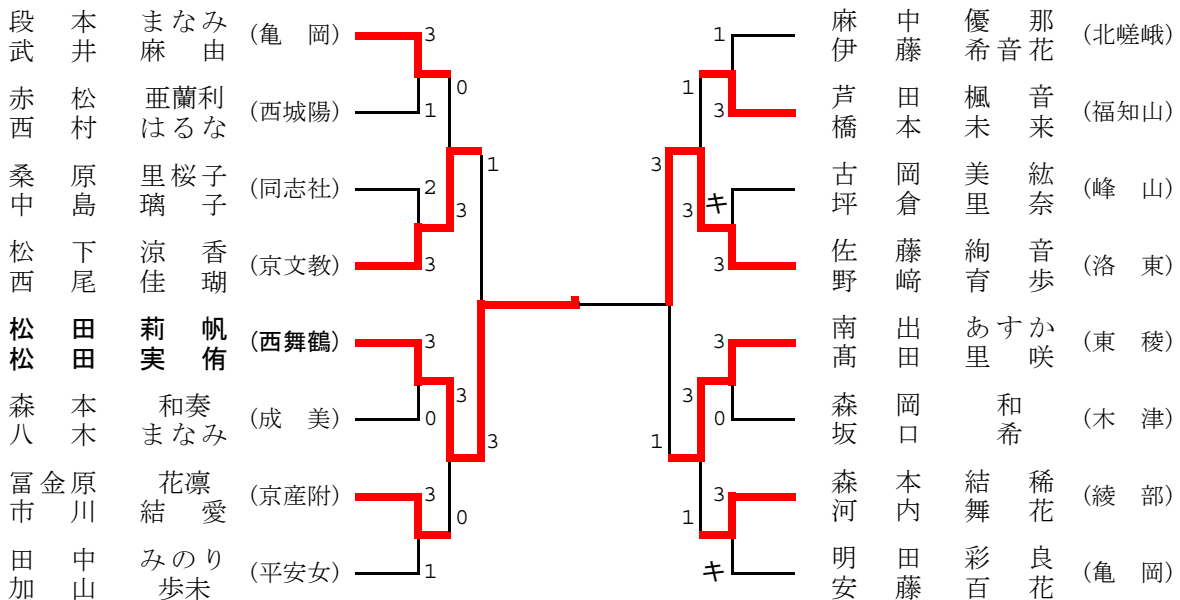 段本 まなみ
武井 麻由
(亀岡)
3
0
赤松 亜蘭利
西村 はるな
(西城陽)
1
1
桑原 里桜子
中島 璃子
(同志社)
2
3
松下 涼香
西尾 佳瑚
(京文教)
3
松田 莉帆
松田 実侑
(西舞鶴)
3
3
森本 和奏
八木 まなみ
(成美)
0
3
冨金原 花凛
市川 結愛
(京産附)
3
0
田中 みのり
加山 歩未
(平安女)
1
1
麻中 優那
伊藤 希音花
(北嵯峨)
1
3
芦田 楓音
橋本 未来
(福知山)
3
キ
古岡 美紘
坪倉 里奈
(峰山)
3
3
佐藤 絢音
野﨑 育歩
(洛東)
3
南出 あすか
髙田 里咲
(東稜)
3
0
森岡 和
坂口 希
(木津)
1
3
森本 結稀
河内 舞花
(綾部)
1
キ
明田 彩良
安藤 百花
(亀岡)